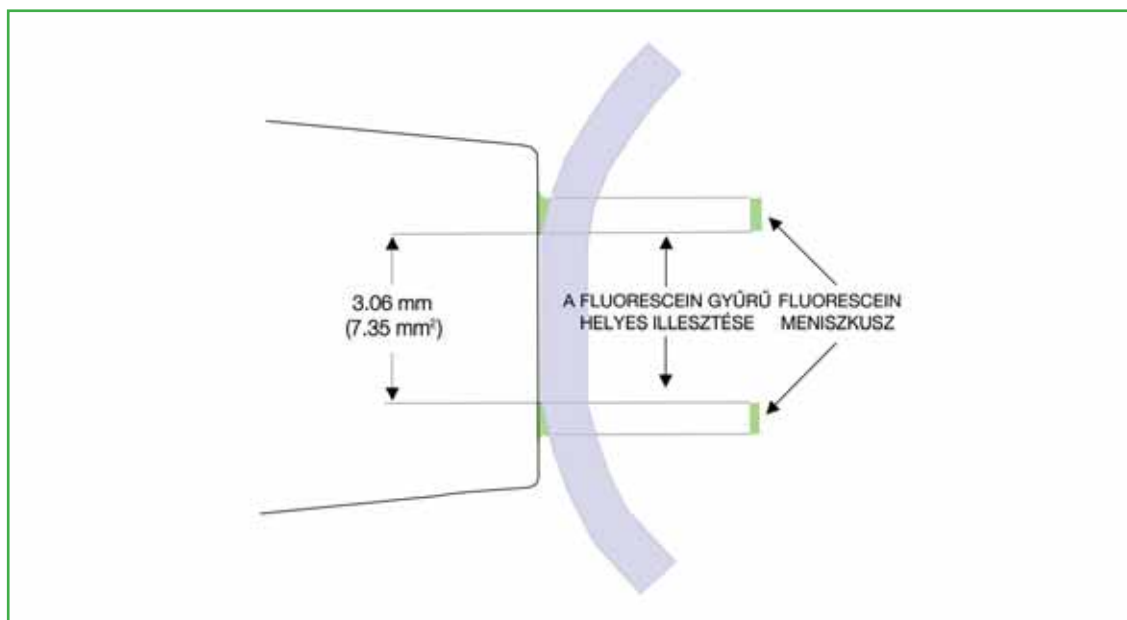 3.06 mm
(7.35 mm²)
A FLUORESCEIN GYŰRŰ
HELYES ILLESZTÉSE
FLUORESCEIN
MENISZKUSZ